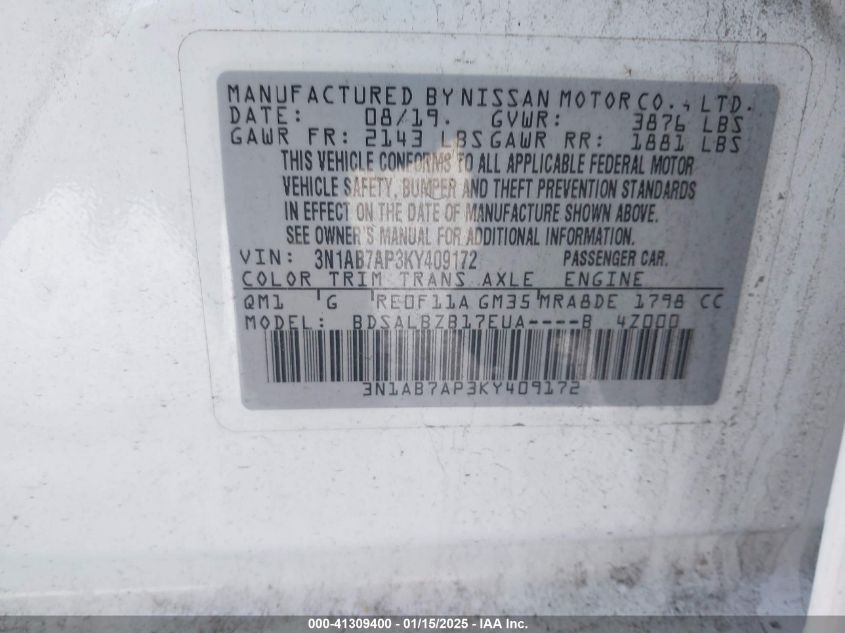 MANUFACTURED BY NISSAN MOTOR CO., LTD.
DATE: 08/19. GVWR: 3876 LBS
GAWR FR: 2143 LBS GAWR RR: 1881 LBS
THIS VEHICLE CONFORMS TO ALL APPLICABLE FEDERAL MOTOR
VEHICLE SAFETY, BUMPER AND THEFT PREVENTION STANDARDS
IN EFFECT ON THE DATE OF MANUFACTURE SHOWN ABOVE.
SEE OWNER'S MANUAL FOR ADDITIONAL INFORMATION.
VIN: 3N1AB7AP3KY409172 PASSENGER CAR.
COLOR TRIM TRANS AXLE ENGINE
QM1 'G 'RE0F11A GM35'MRA8DE 1798 CC
MODEL: BDSALBZB17EUA----B 4Z000
3N1AB7AP3KY409172
000-41309400 - 01/15/2025 - IAAI Inc.